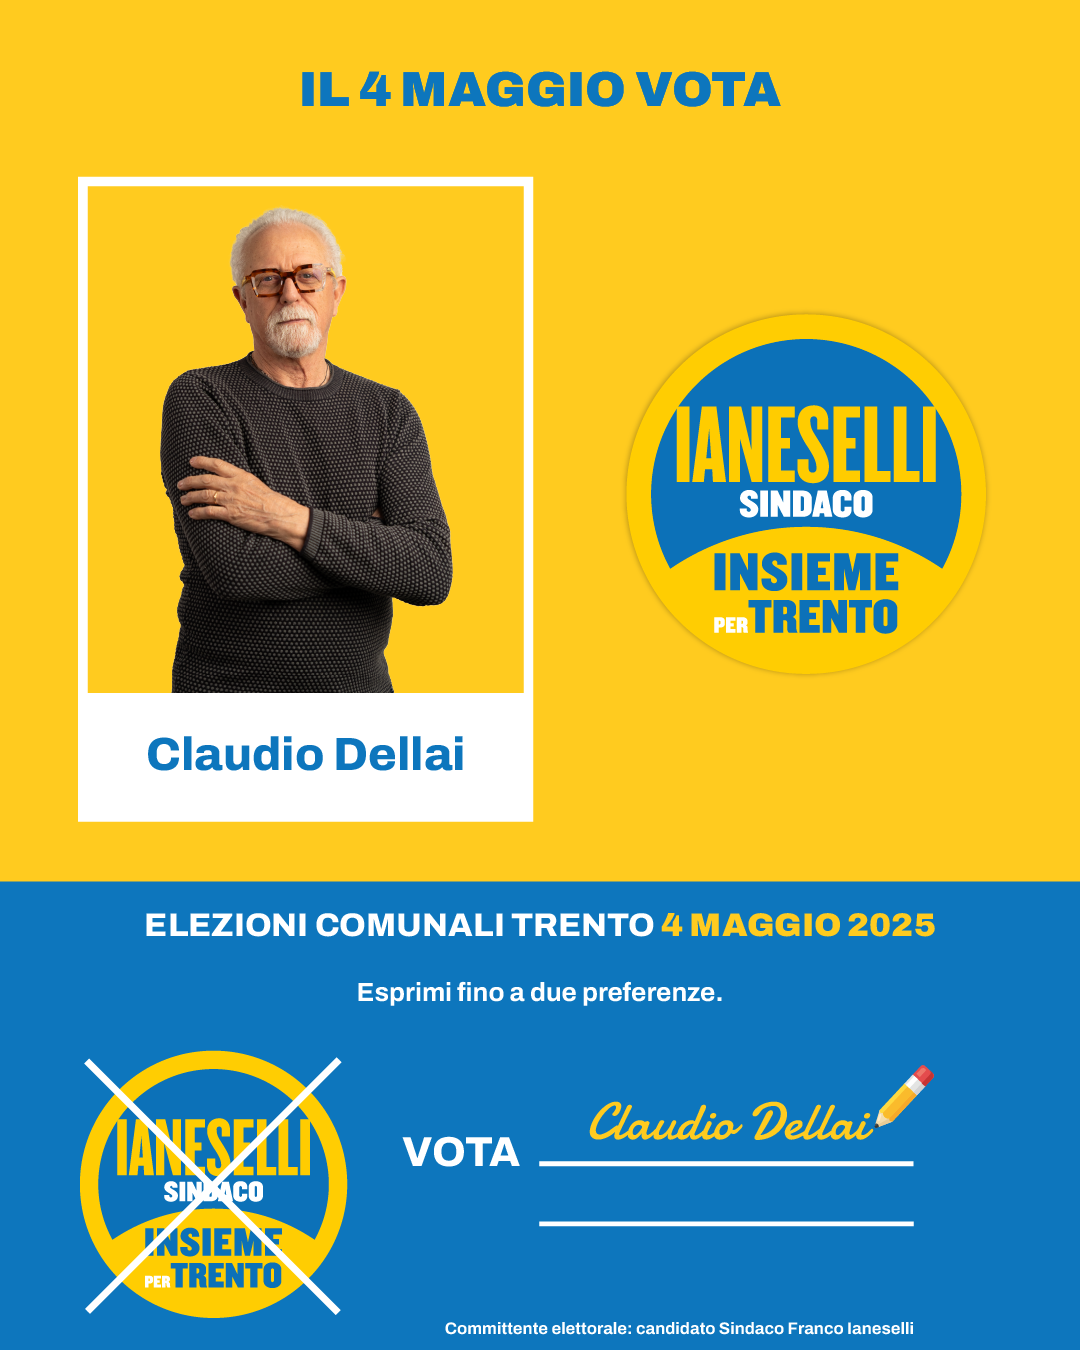 IL 4 MAGGIO VOTA
IANESELLI
SINDACO
INSIEME
PER TRENTO
Claudio Dellai
ELEZIONI COMUNALI TRENTO 4 MAGGIO 2025
Esprimi fino a due preferenze.
IANESELLI
SINDACO
INSIEME
PER TRENTO
VOTA
Claudio Dellai
Committente elettorale: candidato Sindaco Franco Ianeselli